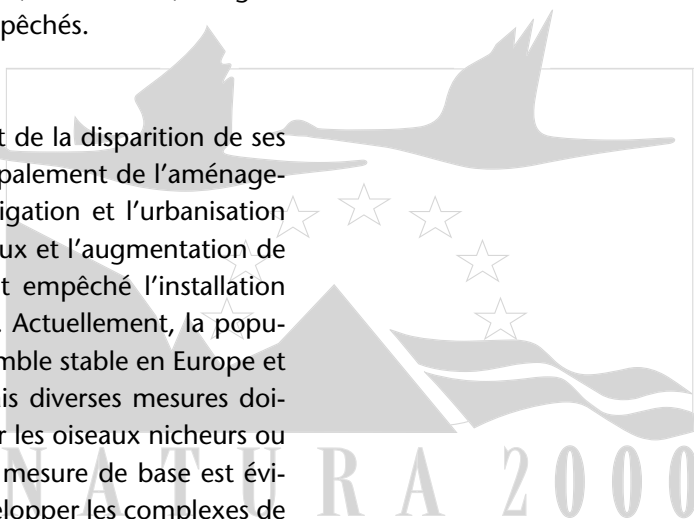 pêchés.
t de la disparition de ses
palement de l’aménage-
igation et l’urbanisation
ux et l’augmentation de
t empêché l’installation
. Actuellement, la popu-
mble stable en Europe et
is diverses mesures doi-
r les oiseaux nicheurs ou
mesure de base est évi-
elopper les complexes de
NATURA 2000